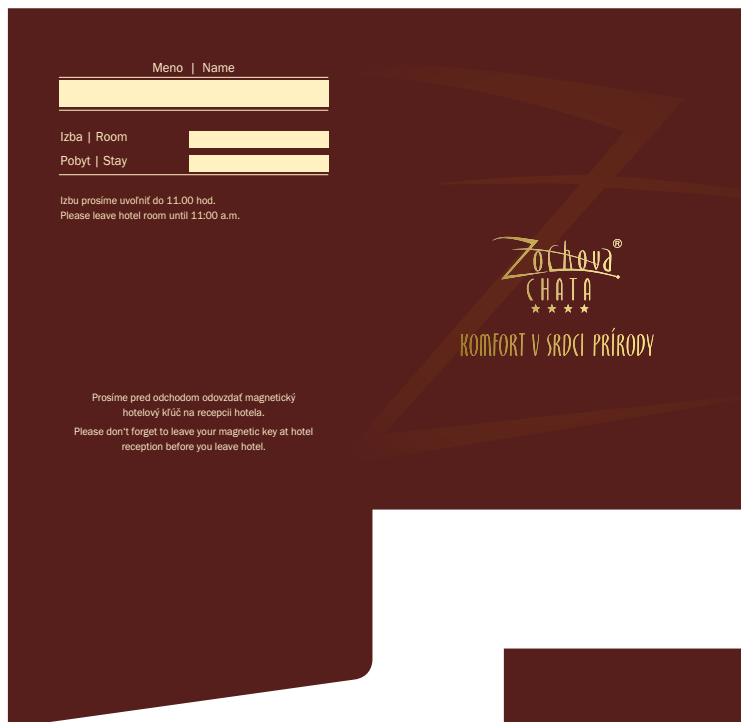 Meno | Name
Izba | Room
Pobyt | Stay
Izbu prosíme uvoľniť do 11.00 hod.
Please leave hotel room until 11:00 a.m.
Prosíme pred odchodom odovzdať magnetický
hotelový kľúč na recepcii hotela.
Please don't forget to leave your magnetic key at hotel
reception before you leave hotel.
Zochova®
CHATA
KOMFORT V SRDCI PRÍRODY